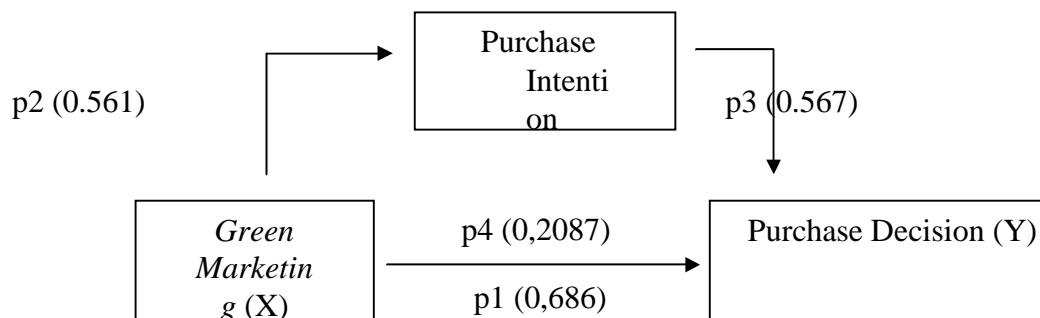 Purchase
Intenti
on
p2 (0.561)
p3 (0.567)
Green
Marketin
g (X)
p4 (0,2087)
p1 (0,686)
Purchase Decision (Y)